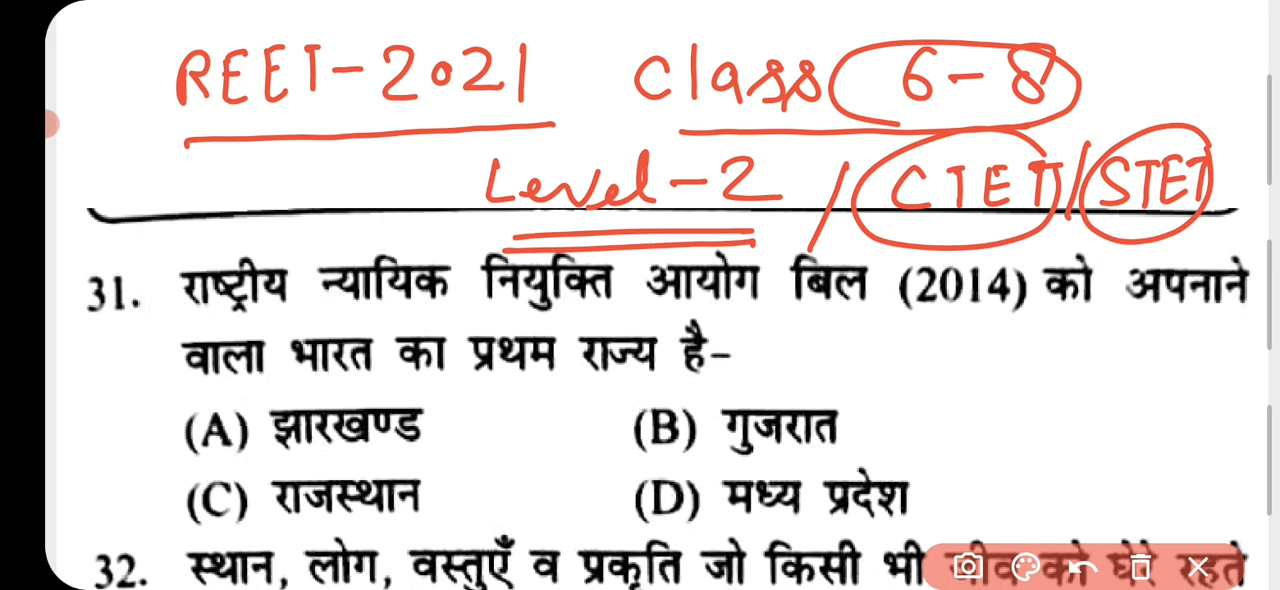 REET-2021 Class 6-8
Level-2 / CTET / STET
31. राष्ट्रीय न्यायिक नियुक्ति आयोग बिल (2014) को अपनाने
वाला भारत का प्रथम राज्य है-
(A) झारखण्ड (B) गुजरात
(C) राजस्थान (D) मध्य प्रदेश
32. स्थान, लोग, वस्तुएँ व प्रकृति जो किसी भी जीव को घेरे रहते